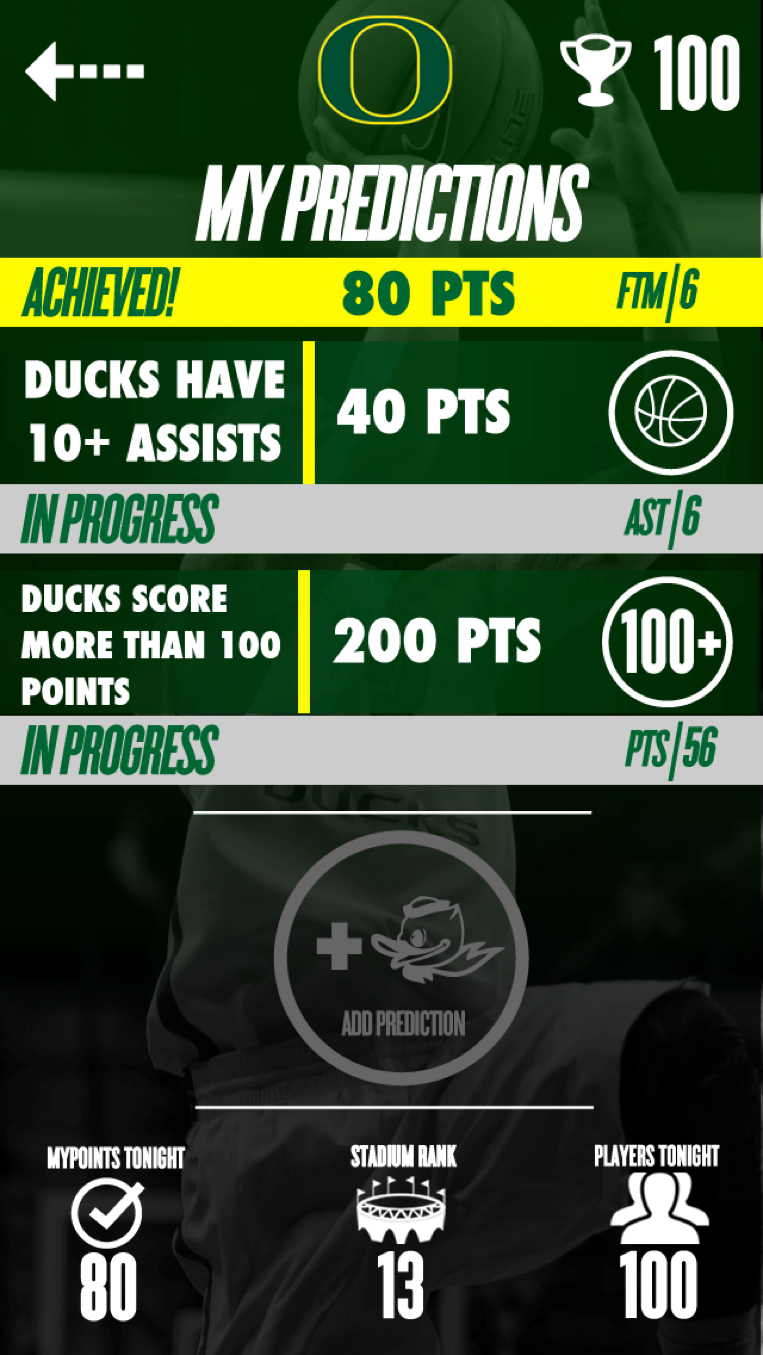 O
100
MY PREDICTIONS
ACHIEVED! 80 PTS FTM|6
DUCKS HAVE
10+ ASSISTS
40 PTS
IN PROGRESS AST|6
DUCKS SCORE
MORE THAN 100
POINTS
200 PTS
100+
IN PROGRESS PTS|56
DUCKS
ADD PREDICTION
MYPOINTS TONIGHT STADIUM RANK PLAYERS TONIGHT
80 13 100